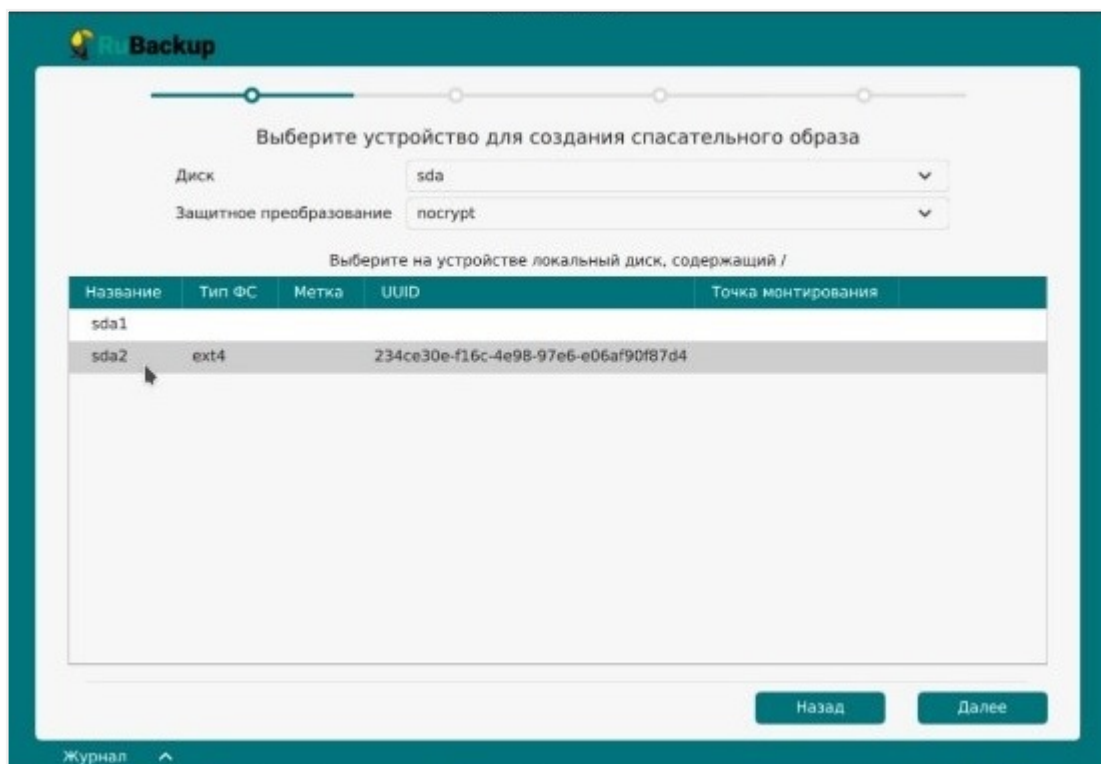 RuBackup
Выберите устройство для создания спасательного образа
Диск sda
Защитное преобразование nocrypt
Выберите на устройстве локальный диск, содержащий /
Название Тип ФС Метка UUID Точка монтирования
sda1
sda2 ext4 234ce30e-f16c-4e98-97e6-e06af90f87d4
Назад Далее
Журнал